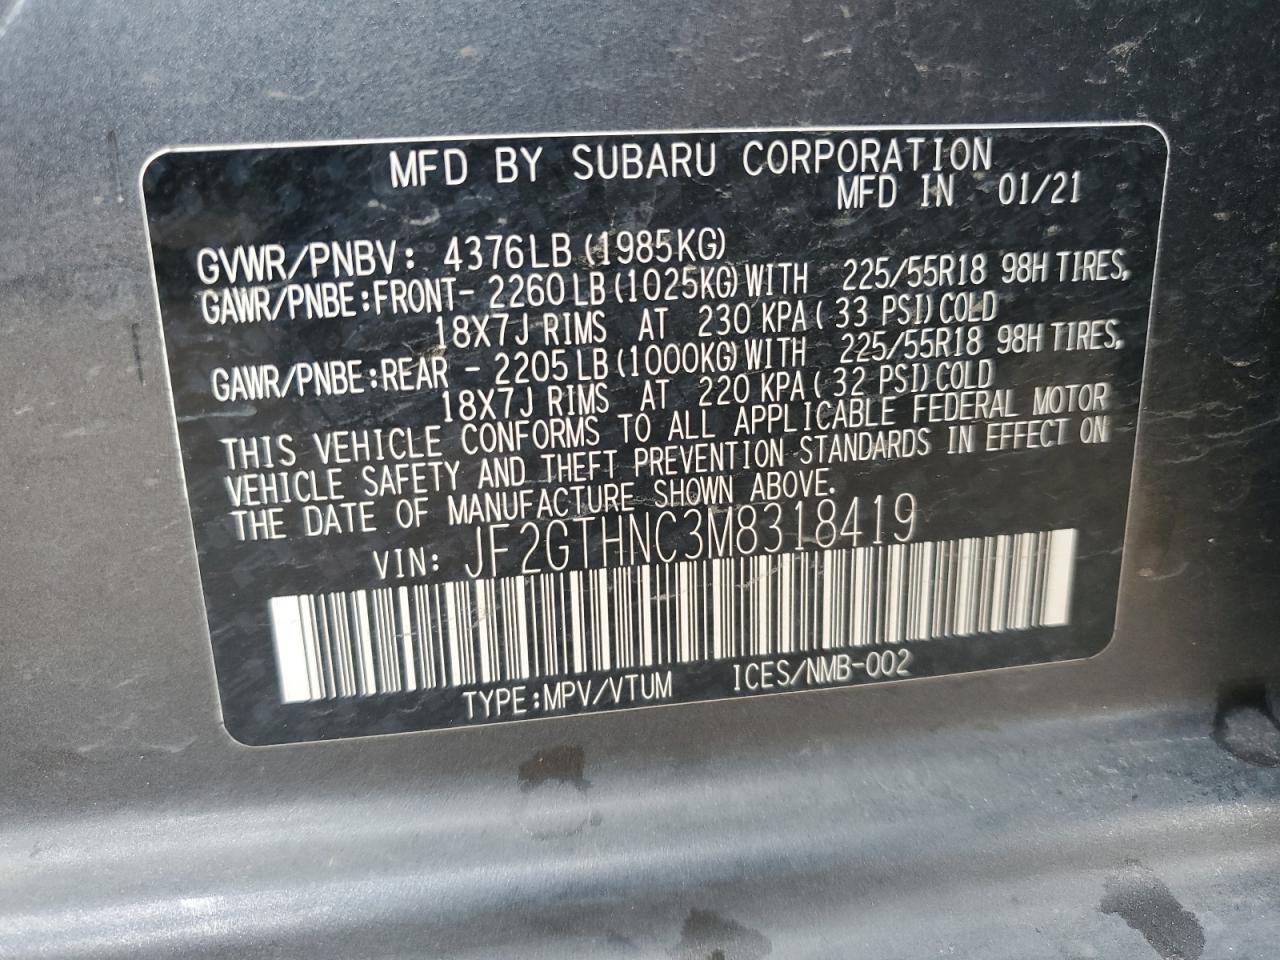 MFD BY SUBARU CORPORATION
MFD IN 01/21
GVWR/PNBV: 4376LB (1985KG)
GAWR/PNBE:FRONT- 2260LB(1025KG)WITH 225/55R18 98H TIRES,
18X7J RIMS AT 230 KPA( 33 PSI)COLD
GAWR/PNBE:REAR - 2205LB(1000KG)WITH 225/55R18 98H TIRES,
18X7J RIMS AT 220 KPA( 32 PSI)COLD
THIS VEHICLE CONFORMS TO ALL APPLICABLE FEDERAL MOTOR
VEHICLE SAFETY AND THEFT PREVENTION STANDARDS IN EFFECT ON
THE DATE OF MANUFACTURE SHOWN ABOVE.
VIN: JF2GTHNC3M8318419
TYPE:MPV/VTUM ICES/NMB-002